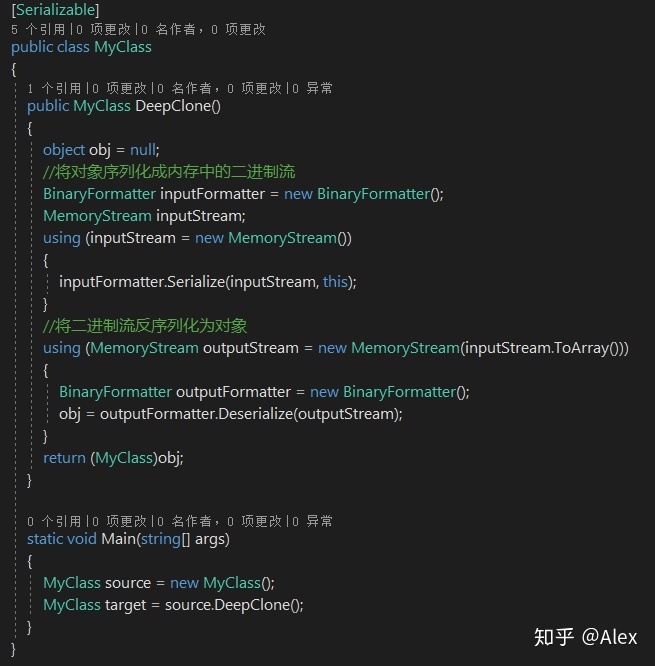 [Serializable]
5 个引用|0 项更改|0 名作者，0 项更改
public class MyClass
{
1 个引用|0 项更改|0 名作者，0 项更改|0 异常
public MyClass DeepClone()
{
object obj = null;
//将对象序列化成内存中的二进制流
BinaryFormatter inputFormatter = new BinaryFormatter();
MemoryStream inputStream;
using (inputStream = new MemoryStream())
{
inputFormatter.Serialize(inputStream, this);
}
//将二进制流反序列化为对象
using (MemoryStream outputStream = new MemoryStream(inputStream.ToArray()))
{
BinaryFormatter outputFormatter = new BinaryFormatter();
obj = outputFormatter.Deserialize(outputStream);
}
return (MyClass)obj;
}
0 个引用|0 项更改|0 名作者，0 项更改|0 异常
static void Main(string[] args)
{
MyClass source = new MyClass();
MyClass target = source.DeepClone();
}
}
知乎 @Alex